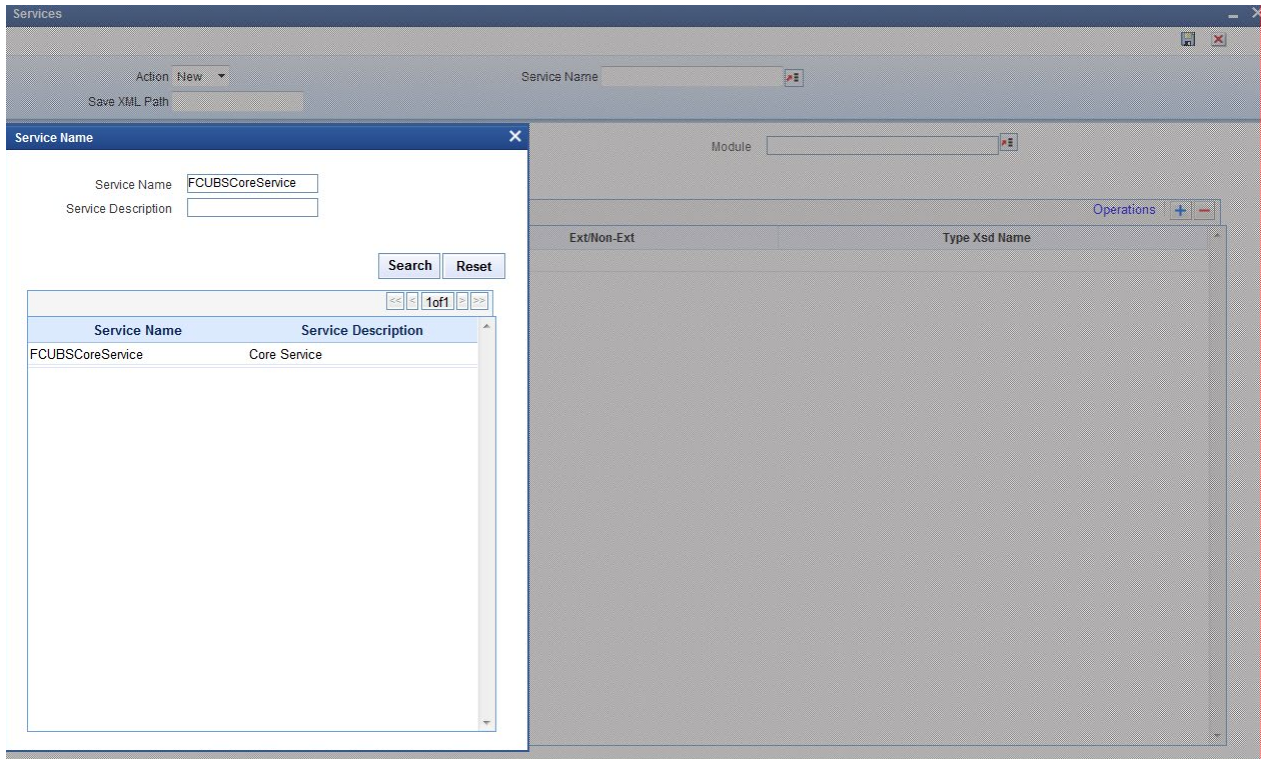 Services
Action New Service Name
Save XML Path
Service Name
Module
Service Name FCUBSCoreService
Service Description
Operations
Ext/Non-Ext Type Xsd Name
Search Reset
<< < 1of1 > >>
Service Name Service Description
FCUBSCoreService Core Service